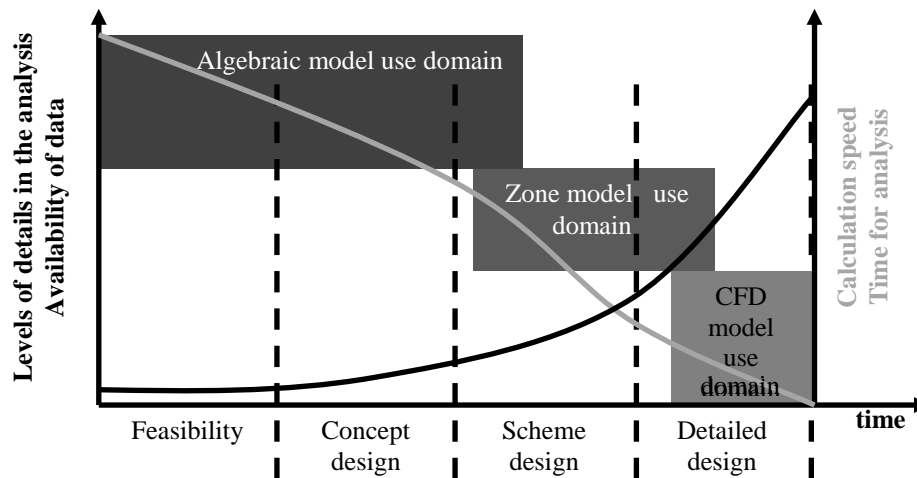 Levels of details in the analysis
Availability of data
Algebraic model use domain
Zone model use
domain
CFD
model
use
domain
Calculation speed
Time for analysis
time
Feasibility
Concept
design
Scheme
design
Detailed
design